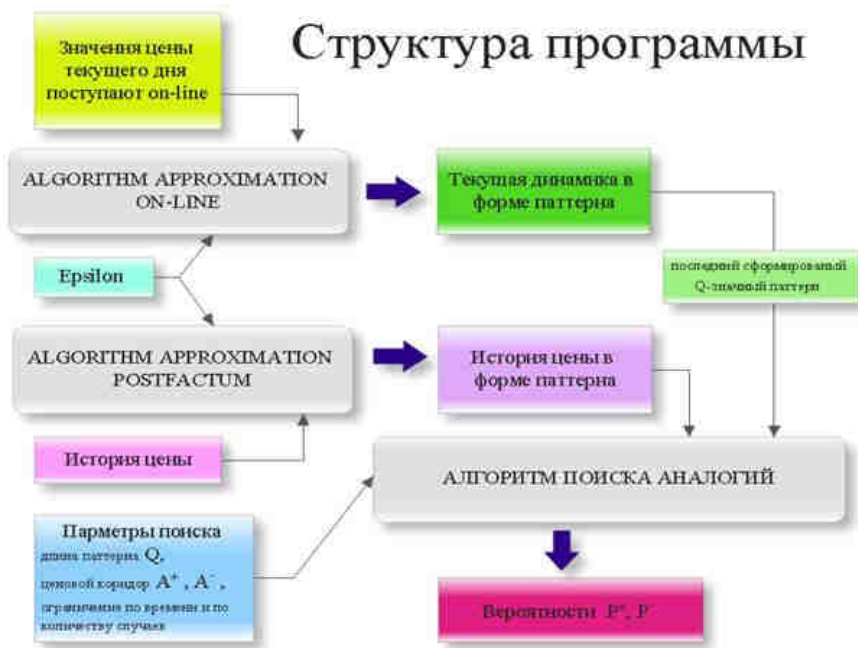 Структура программы
Значения цены
текущего дня
поступают on-line
ALGORITHM APPROXIMATION
ON-LINE
Текущая динамика в
форме паттерна
Epsilon
последний сформированый
Q-значный паттерн
ALGORITHM APPROXIMATION
POSTFACTUM
История цены в
форме паттерна
История цены
АЛГОРИТМ ПОИСКА АНАЛОГИЙ
Парметры поиска
длина паттерна Q,
ценовой коридор A⁺ , A⁻ ,
ограничение по времени и по
количеству случаев
Вероятности P⁺, P